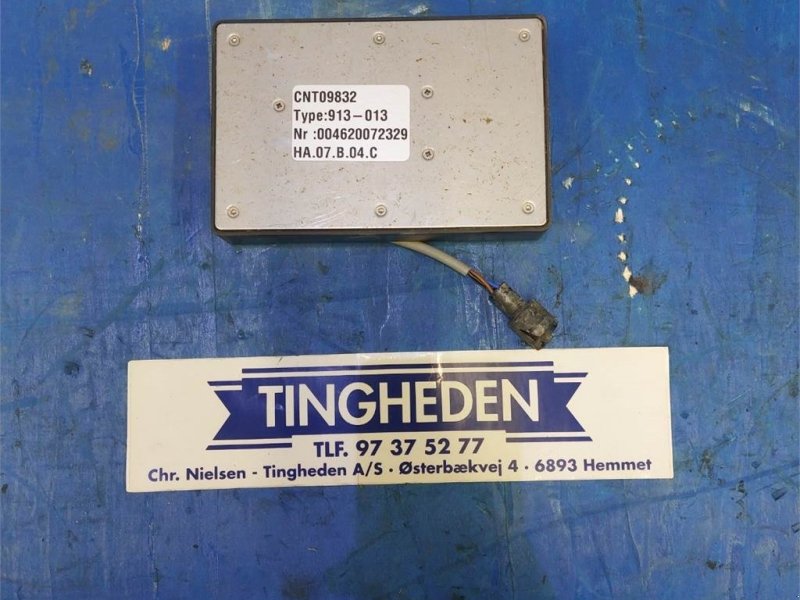 CNT09832
Type:913-013
Nr :004620072329
HA.07.B.04.C
TINGHEDEN
TLF. 97 37 52 77
Chr. Nielsen - Tingheden A/S · Østerbækvej 4 · 6893 Hemmet